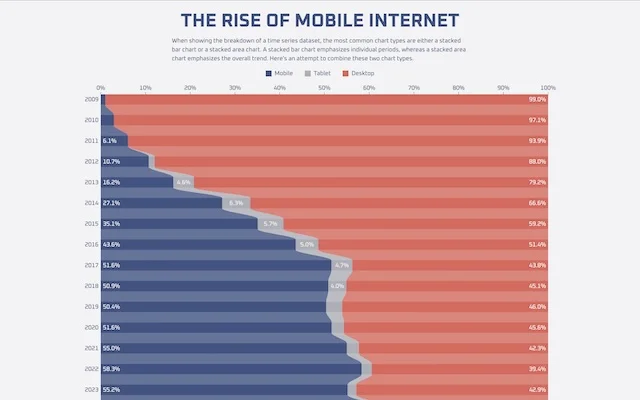 THE RISE OF MOBILE INTERNET
When showing the breakdown of a time series dataset, the most common chart types are either a stacked
bar chart or a stacked area chart. A stacked bar chart emphasizes individual periods, whereas a stacked area
chart emphasizes the overall trend. Here's an attempt to combine these two chart types.
Mobile Tablet Desktop
0% 10% 20% 30% 40% 50% 60% 70% 80% 90% 100%
2009 99.0%
2010 97.1%
2011 6.1% 93.9%
2012 10.7% 88.0%
2013 16.2% 4.6% 79.2%
2014 27.1% 6.3% 66.6%
2015 35.1% 5.7% 59.2%
2016 43.6% 5.0% 51.4%
2017 51.6% 4.7% 43.8%
2018 50.9% 4.0% 45.1%
2019 50.4% 46.0%
2020 51.6% 45.6%
2021 55.0% 42.3%
2022 58.3% 39.4%
2023 55.2% 42.9%